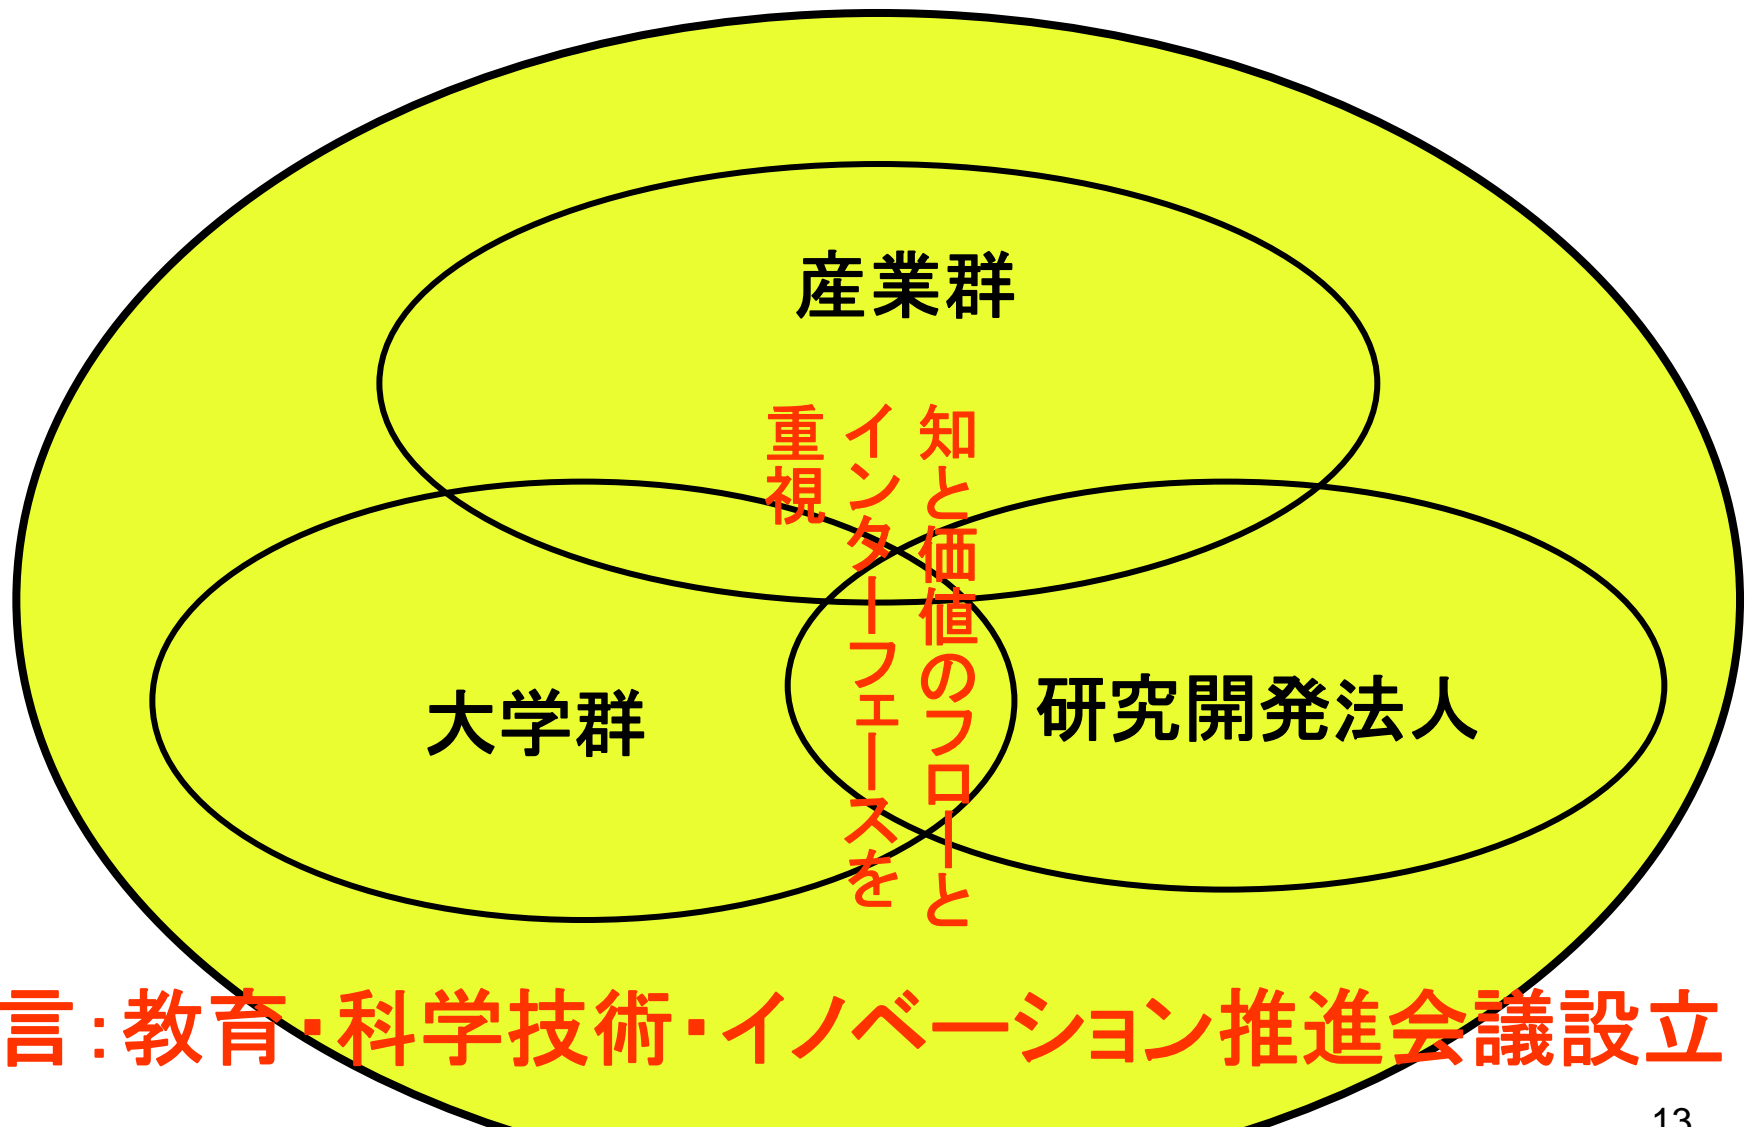 産業群
知と価値のフローと
インターフェースを
重視
大学群
研究開発法人
言：教育・科学技術・イノベーション推進会議設立
13